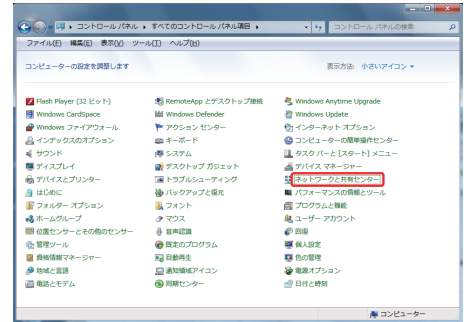 コントロール パネル ▸ すべてのコントロール パネル項目 ▸
コントロール パネルの検索
ファイル(F) 編集(E) 表示(V) ツール(T) ヘルプ(H)
コンピューターの設定を調整します
表示方法: 小さいアイコン
Flash Player (32 ビット)
RemoteApp とデスクトップ接続
Windows Anytime Upgrade
Windows CardSpace
Windows Defender
Windows Update
Windows ファイアウォール
アクション センター
インターネット オプション
インデックスのオプション
キーボード
コンピューターの簡単操作センター
サウンド
システム
タスク バーと [スタート] メニュー
ディスプレイ
デスクトップ ガジェット
デバイス マネージャー
デバイスとプリンター
トラブルシューティング
ネットワークと共有センター
はじめに
バックアップと復元
パフォーマンスの情報とツール
フォルダー オプション
フォント
プログラムと機能
ホームグループ
マウス
ユーザー アカウント
位置センサーとその他のセンサー
音声認識
回復
管理ツール
既定のプログラム
個人設定
資格情報マネージャー
自動再生
色の管理
地域と言語
通知領域アイコン
電源オプション
電話とモデム
同期センター
日付と時刻
コンピューター